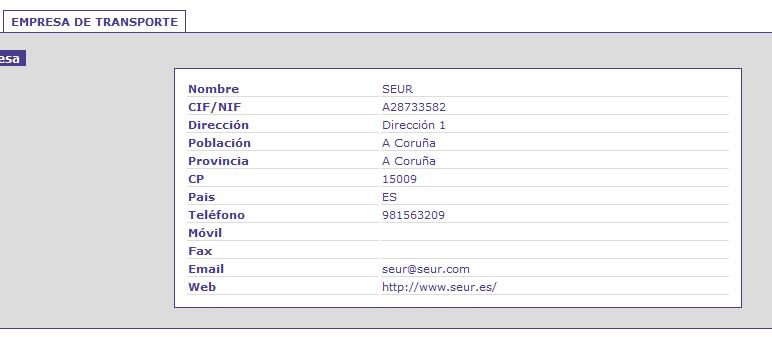 EMPRESA DE TRANSPORTE
esa
Nombre SEUR
CIF/NIF A28733582
Dirección Dirección 1
Población A Coruña
Provincia A Coruña
CP 15009
Pais ES
Teléfono 981563209
Móvil
Fax
Email seur@seur.com
Web http://www.seur.es/